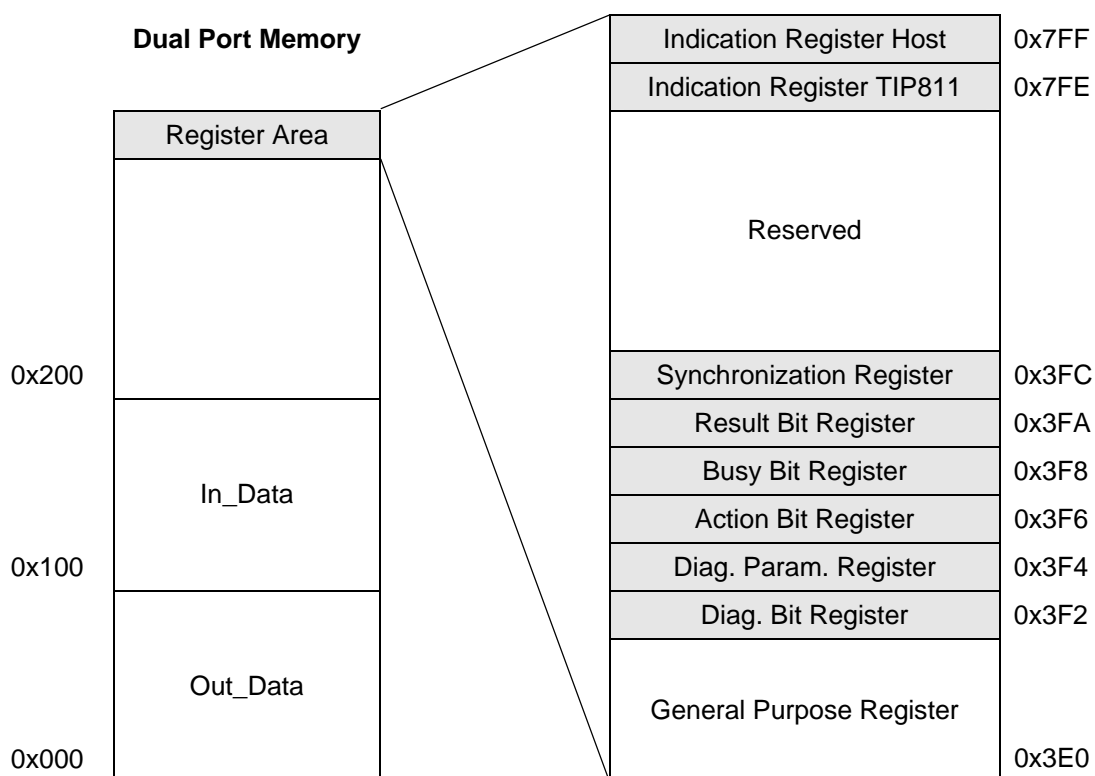 Dual Port Memory
Register Area
0x200
In_Data
0x100
Out_Data
0x000
Indication Register Host 0x7FF
Indication Register TIP811 0x7FE
Reserved
Synchronization Register 0x3FC
Result Bit Register 0x3FA
Busy Bit Register 0x3F8
Action Bit Register 0x3F6
Diag. Param. Register 0x3F4
Diag. Bit Register 0x3F2
General Purpose Register
0x3E0